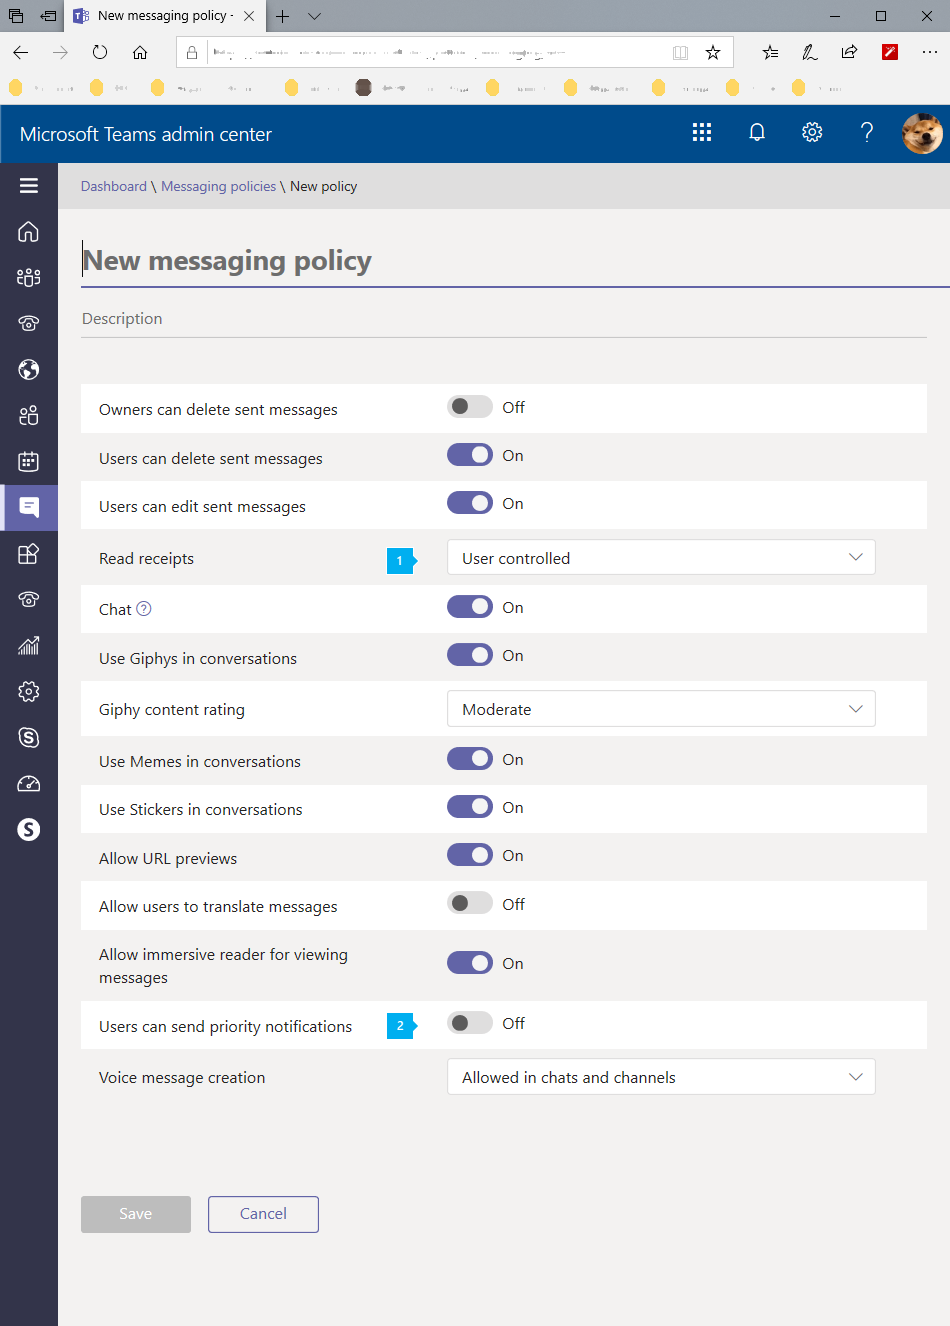 New messaging policy -
Microsoft Teams admin center
Dashboard \ Messaging policies \ New policy
New messaging policy
Description
Owners can delete sent messages Off
Users can delete sent messages On
Users can edit sent messages On
Read receipts 1 User controlled
Chat ? On
Use Giphys in conversations On
Giphy content rating Moderate
Use Memes in conversations On
Use Stickers in conversations On
Allow URL previews On
Allow users to translate messages Off
Allow immersive reader for viewing
messages On
Users can send priority notifications 2 Off
Voice message creation Allowed in chats and channels
Save Cancel